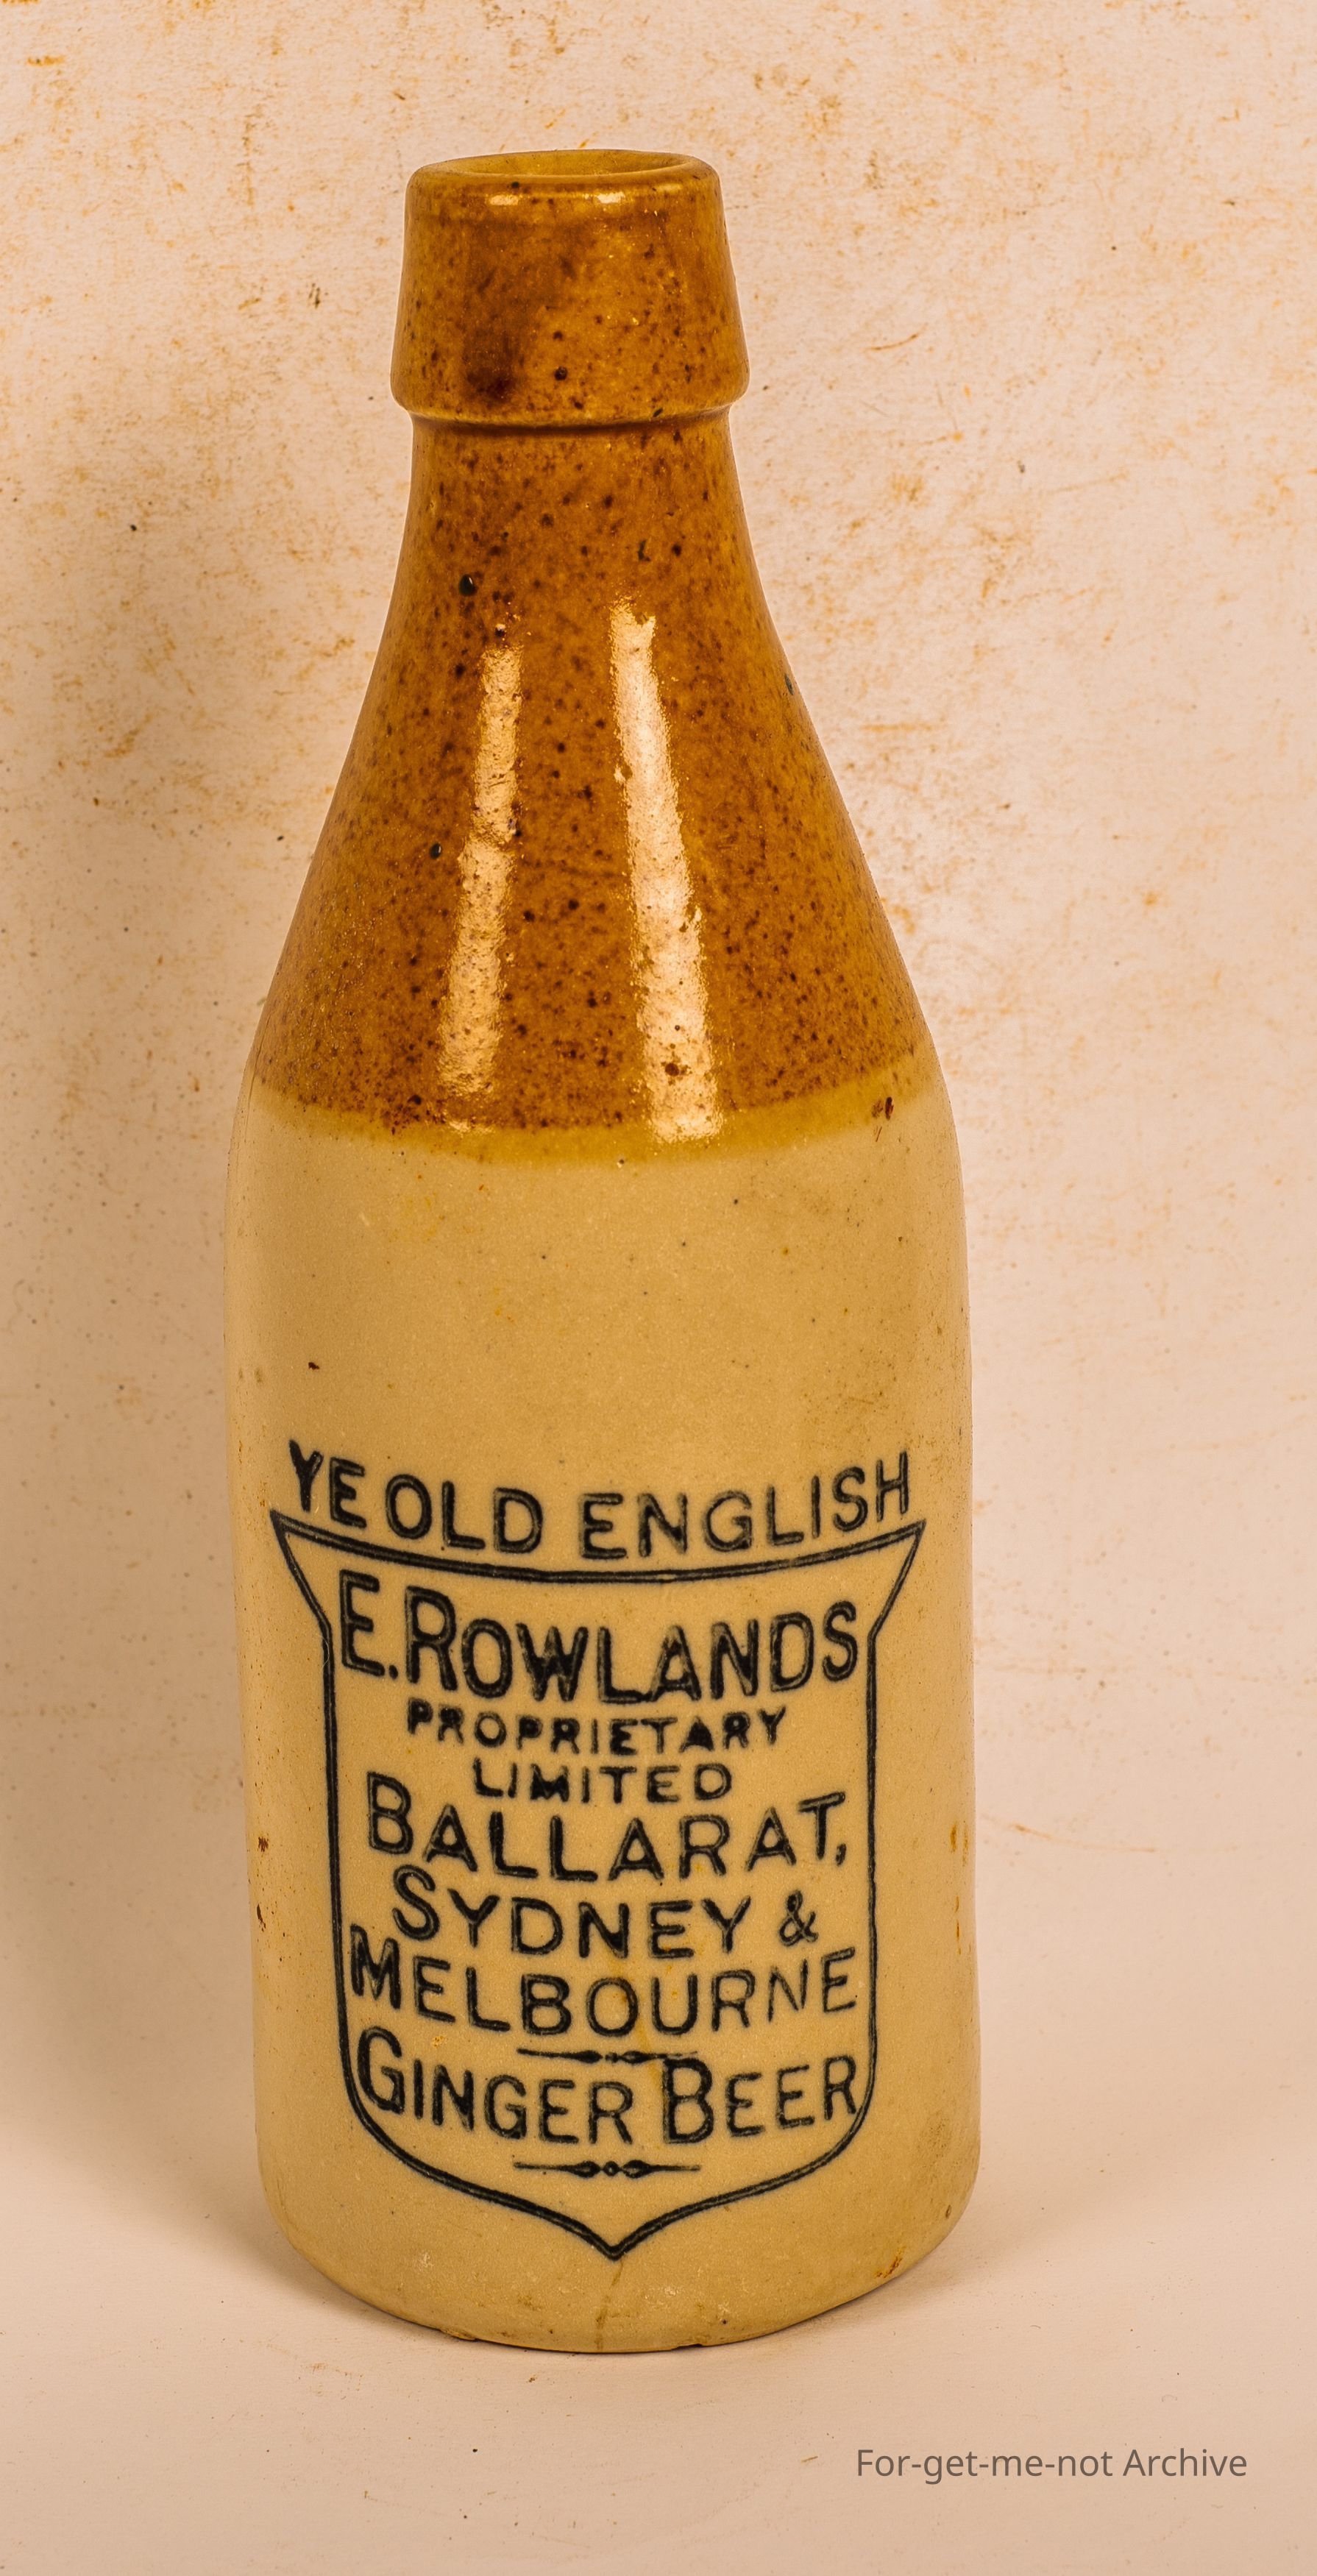 YE OLD ENGLISH
E. ROWLANDS
PROPRIETARY
LIMITED
BALLARAT,
SYDNEY &
MELBOURNE
GINGER BEER
For-get-me-not Archive